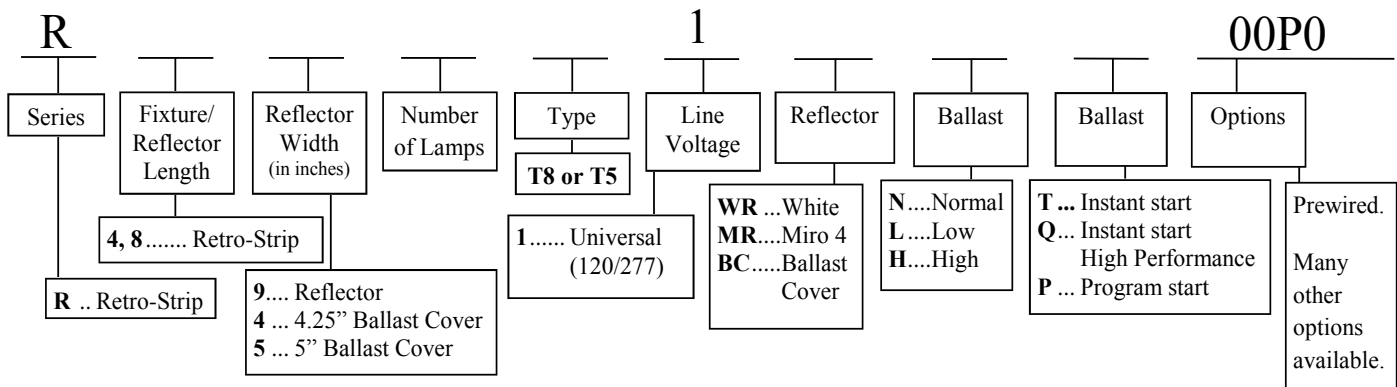 R 1 00P0
Series
Fixture/
Reflector
Length
Reflector
Width
(in inches)
Number
of Lamps
Type
Line
Voltage
Reflector
Ballast
Ballast
Options
T8 or T5
4, 8....... Retro-Strip
R .. Retro-Strip
9.... Reflector
4 ... 4.25” Ballast Cover
5 ... 5” Ballast Cover
1...... Universal
(120/277)
WR ...White
MR....Miro 4
BC.....Ballast
Cover
N....Normal
L....Low
H....High
T ... Instant start
Q... Instant start
High Performance
P ... Program start
Prewired.
Many
other
options
available.